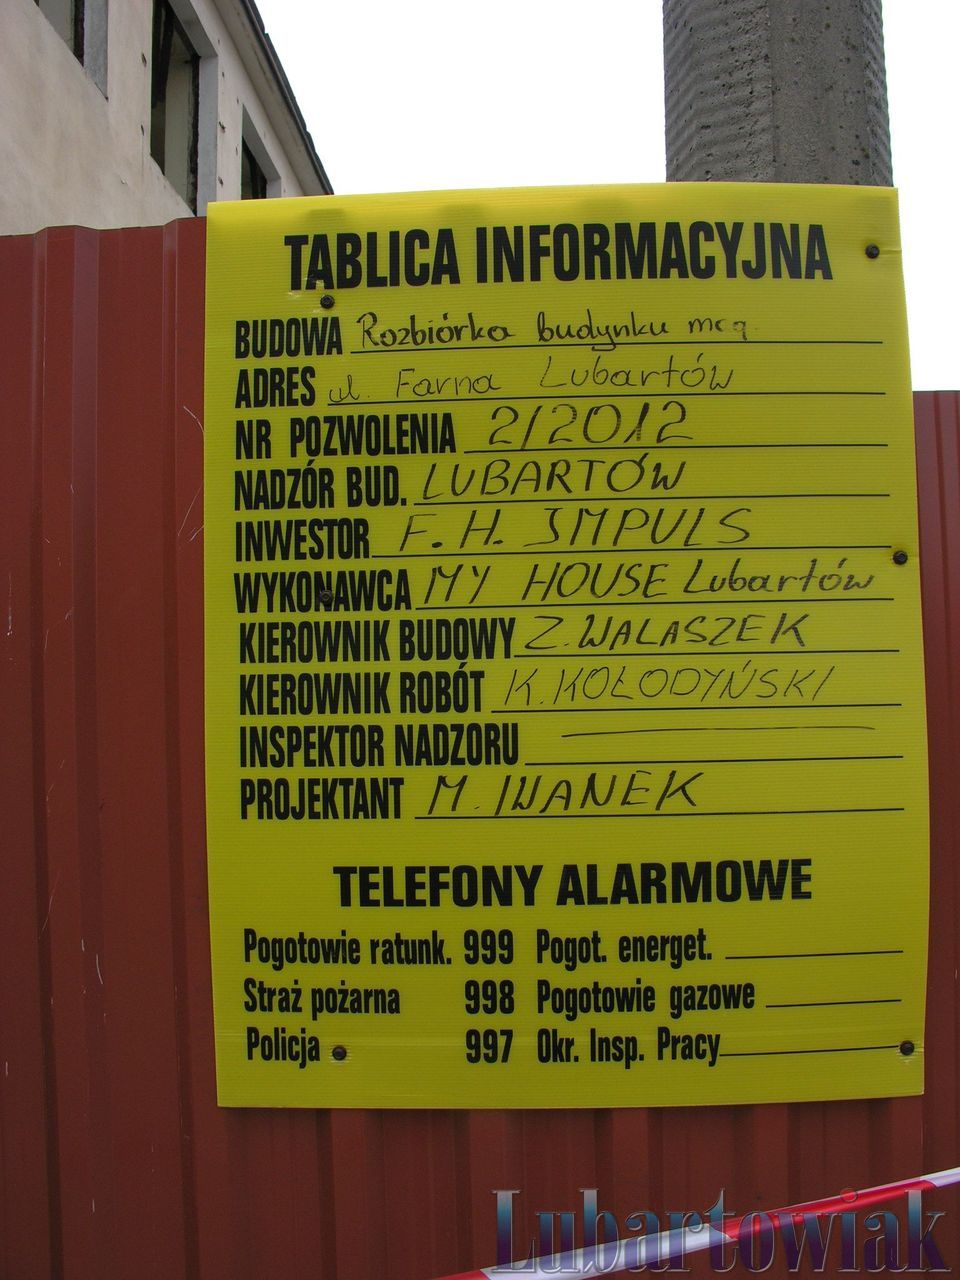 TABLICA INFORMACYJNA
BUDOWA Rozbiórka budynku
ADRES ul. Farna Lubartów
NR POZWOLENIA 2/2012
NADZÓR BUD. LUBARTÓW
INWESTOR F.H. IMPULS
WYKONAWCA MY HOUSE Lubartów
KIEROWNIK BUDOWY Z. WALASZEK
KIEROWNIK ROBÓT K. KOŁODYŃSKI
INSPEKTOR NADZORU
PROJEKTANT M. IWANEK
TELEFONY ALARMOWE
Pogotowie ratunk. 999 Pogot. energet.
Straż pożarna 998 Pogotowie gazowe
Policja 997 Okr. Insp. Pracy
Lubartowiak